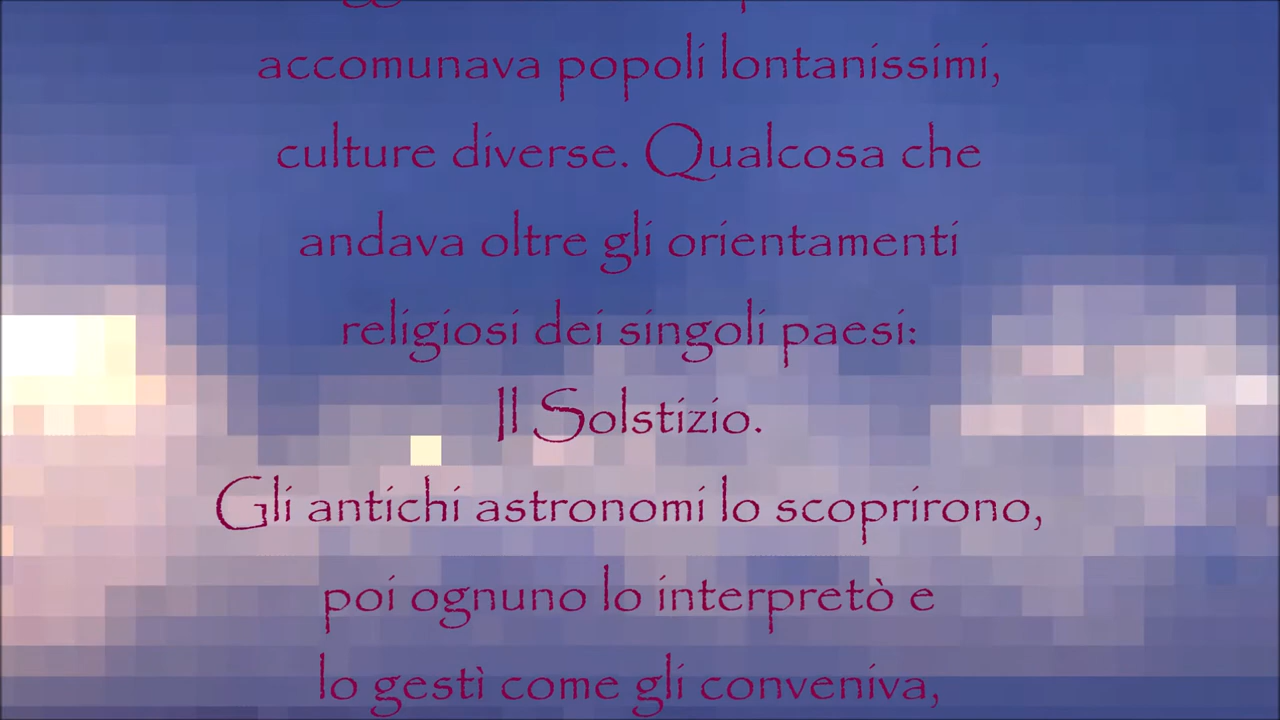 accomunava popoli lontanissimi,
culture diverse. Qualcosa che
andava oltre gli orientamenti
religiosi dei singoli paesi:
Il Solstizio.
Gli antichi astronomi lo scoprirono,
poi ognuno lo interpretò e
lo gestì come gli conveniva,